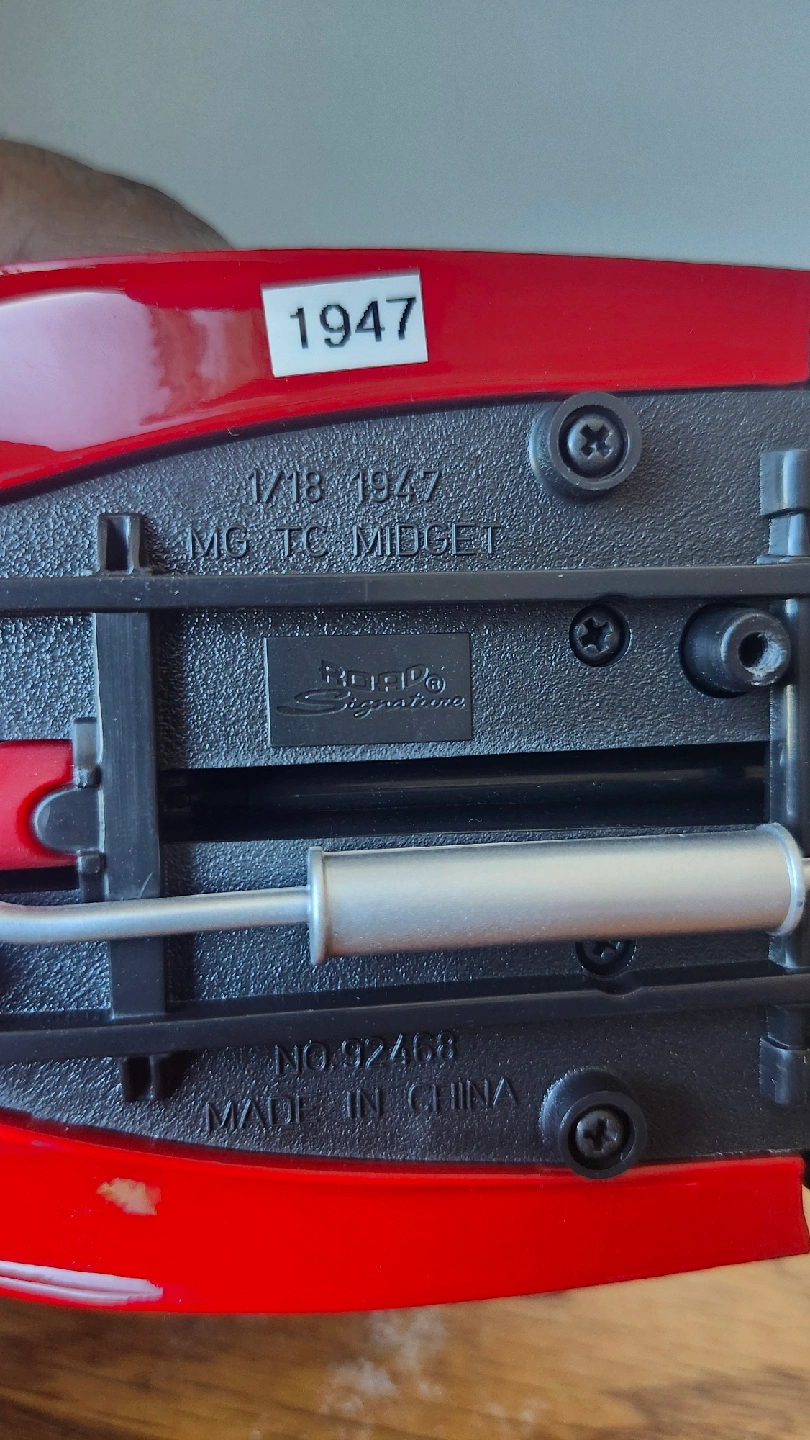 1947
1/18 1947
MG TC MIDGET
ROAD®
Signature
NO.92468
MADE IN CHINA